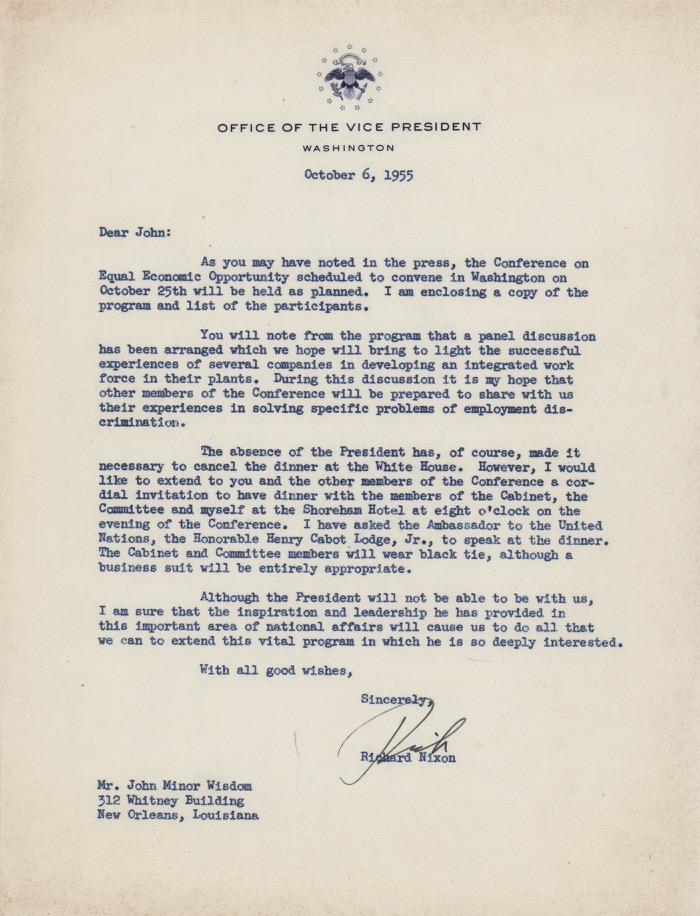 OFFICE OF THE VICE PRESIDENT
WASHINGTON
October 6, 1955
Dear John:
As you may have noted in the press, the Conference on
Equal Economic Opportunity scheduled to convene in Washington on
October 25th will be held as planned. I am enclosing a copy of the
program and list of the participants.
You will note from the program that a panel discussion
has been arranged which we hope will bring to light the successful
experiences of several companies in developing an integrated work
force in their plants. During this discussion it is my hope that
other members of the Conference will be prepared to share with us
their experiences in solving specific problems of employment dis-
crimination.
The absence of the President has, of course, made it
necessary to cancel the dinner at the White House. However, I would
like to extend to you and the other members of the Conference a cor-
dial invitation to have dinner with the members of the Cabinet, the
Committee and myself at the Shoreham Hotel at eight o'clock on the
evening of the Conference. I have asked the Ambassador to the United
Nations, the Honorable Henry Cabot Lodge, Jr., to speak at the dinner.
The Cabinet and Committee members will wear black tie, although a
business suit will be entirely appropriate.
Although the President will not be able to be with us,
I am sure that the inspiration and leadership he has provided in
this important area of national affairs will cause us to do all that
we can to extend this vital program in which he is so deeply interested.
With all good wishes,
Sincerely,
Richard Nixon
Mr. John Minor Wisdom
312 Whitney Building
New Orleans, Louisiana